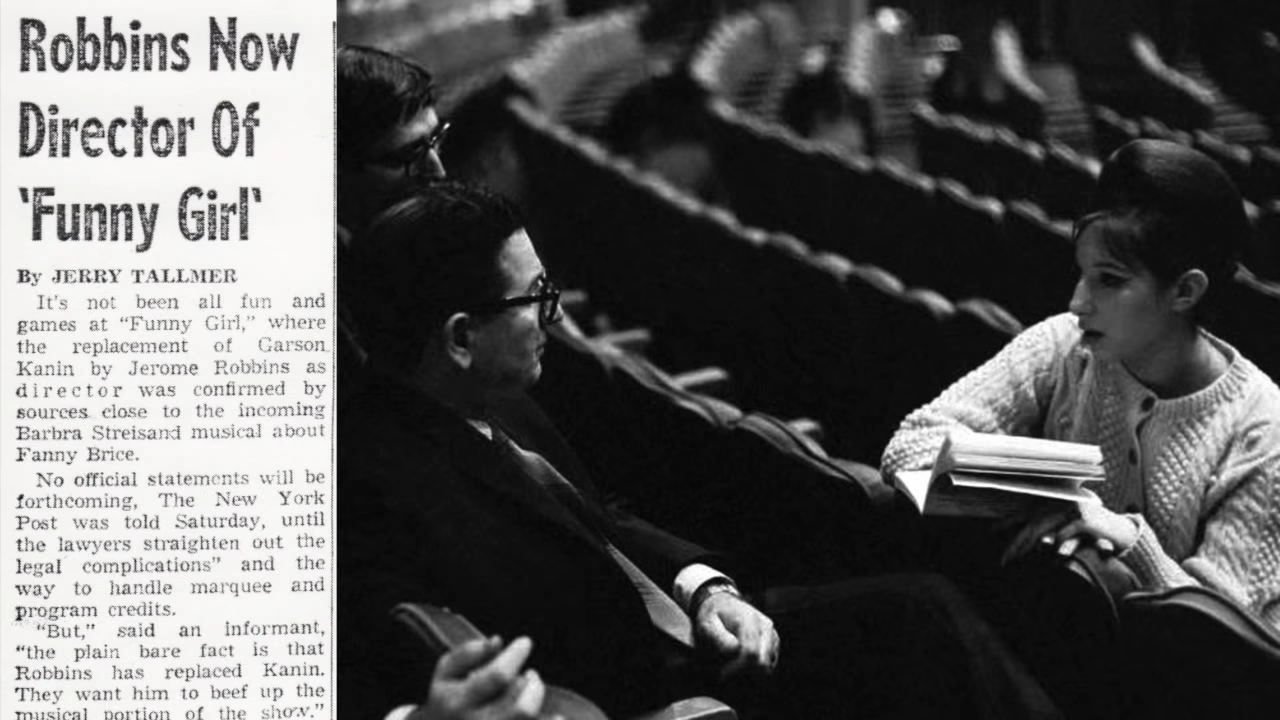 Robbins Now
Director Of
'Funny Girl'
By JERRY TALLMER
It's not been all fun and
games at "Funny Girl," where
the replacement of Garson
Kanin by Jerome Robbins as
director was confirmed by
sources close to the incoming
Barbra Streisand musical about
Fanny Brice.
No official statements will be
forthcoming, The New York
Post was told Saturday, until
the lawyers straighten out the
legal complications" and the
way to handle marquee and
program credits.
"But," said an informant,
"the plain bare fact is that
Robbins has replaced Kanin.
They want him to beef up the
musical portion of the show."